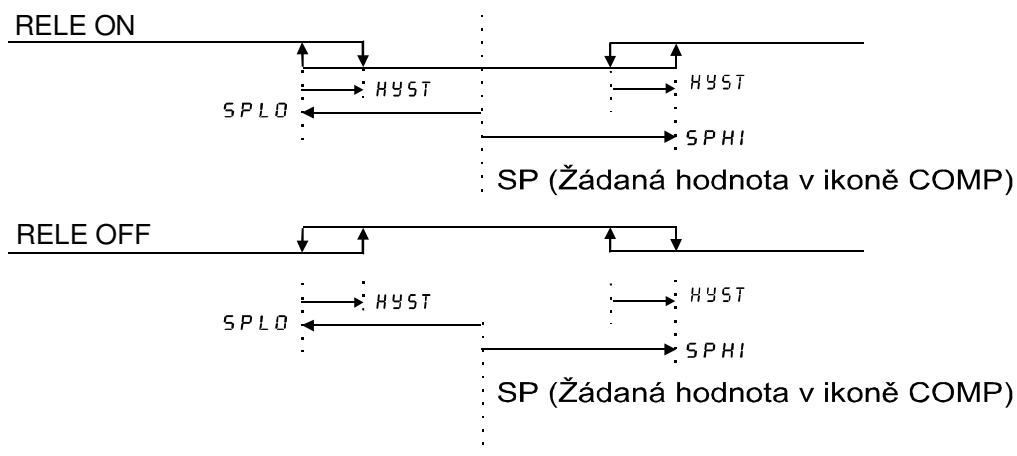 RELE ON
HYST
HYST
SPLO
SPHI
SP (Žádaná hodnota v ikoně COMP)
RELE OFF
HYST
HYST
SPLO
SPHI
SP (Žádaná hodnota v ikoně COMP)